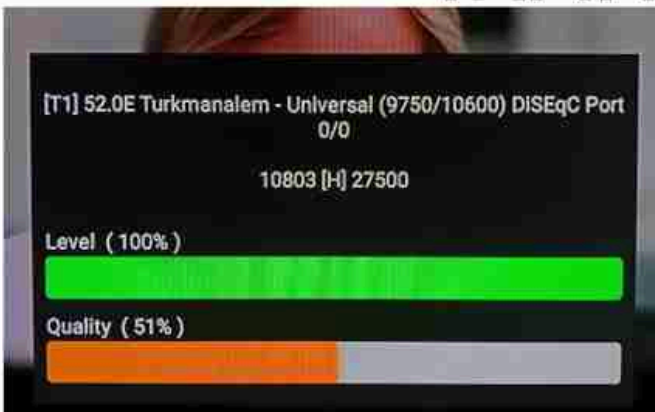 [T1] 52.0E Turkmanalem - Universal (9750/10600) DiSEqC Port
0/0
10803 [H] 27500
Level ( 100% )
Quality ( 51% )